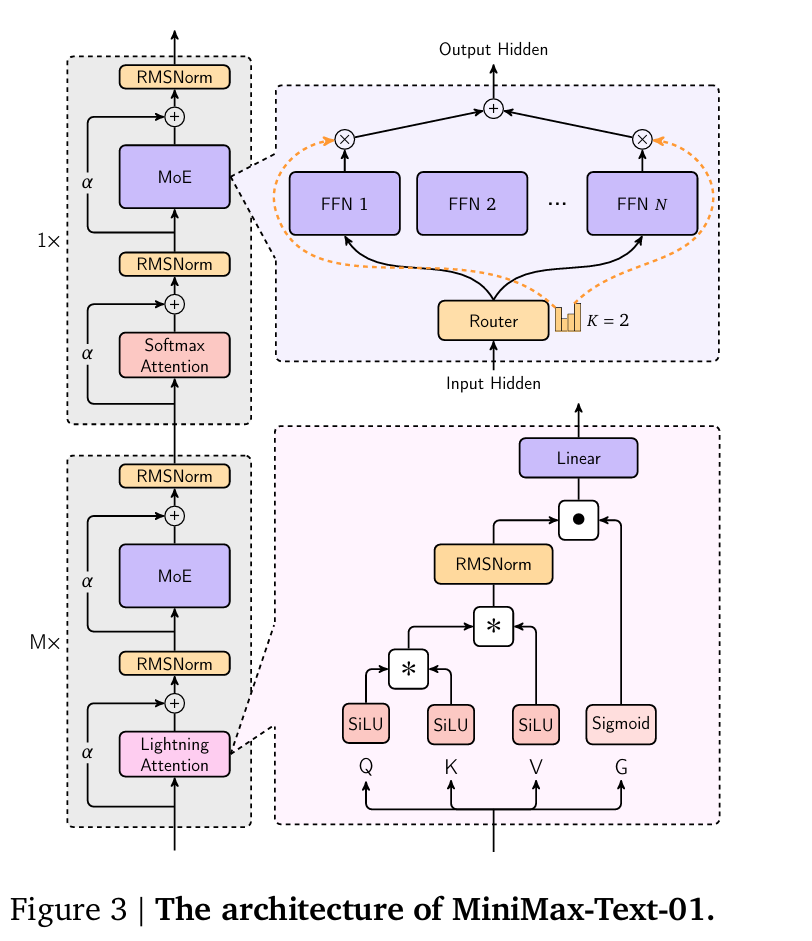 RMSNorm
α
MoE
1×
RMSNorm
α
Softmax
Attention
RMSNorm
α
MoE
M×
RMSNorm
α
Lightning
Attention
Output Hidden
+
×
×
FFN 1
FFN 2
...
FFN N
Router
K = 2
Input Hidden
Linear
•
RMSNorm
*
*
SiLU
SiLU
SiLU
Sigmoid
Q
K
V
G
Figure 3 | The architecture of MiniMax-Text-01.